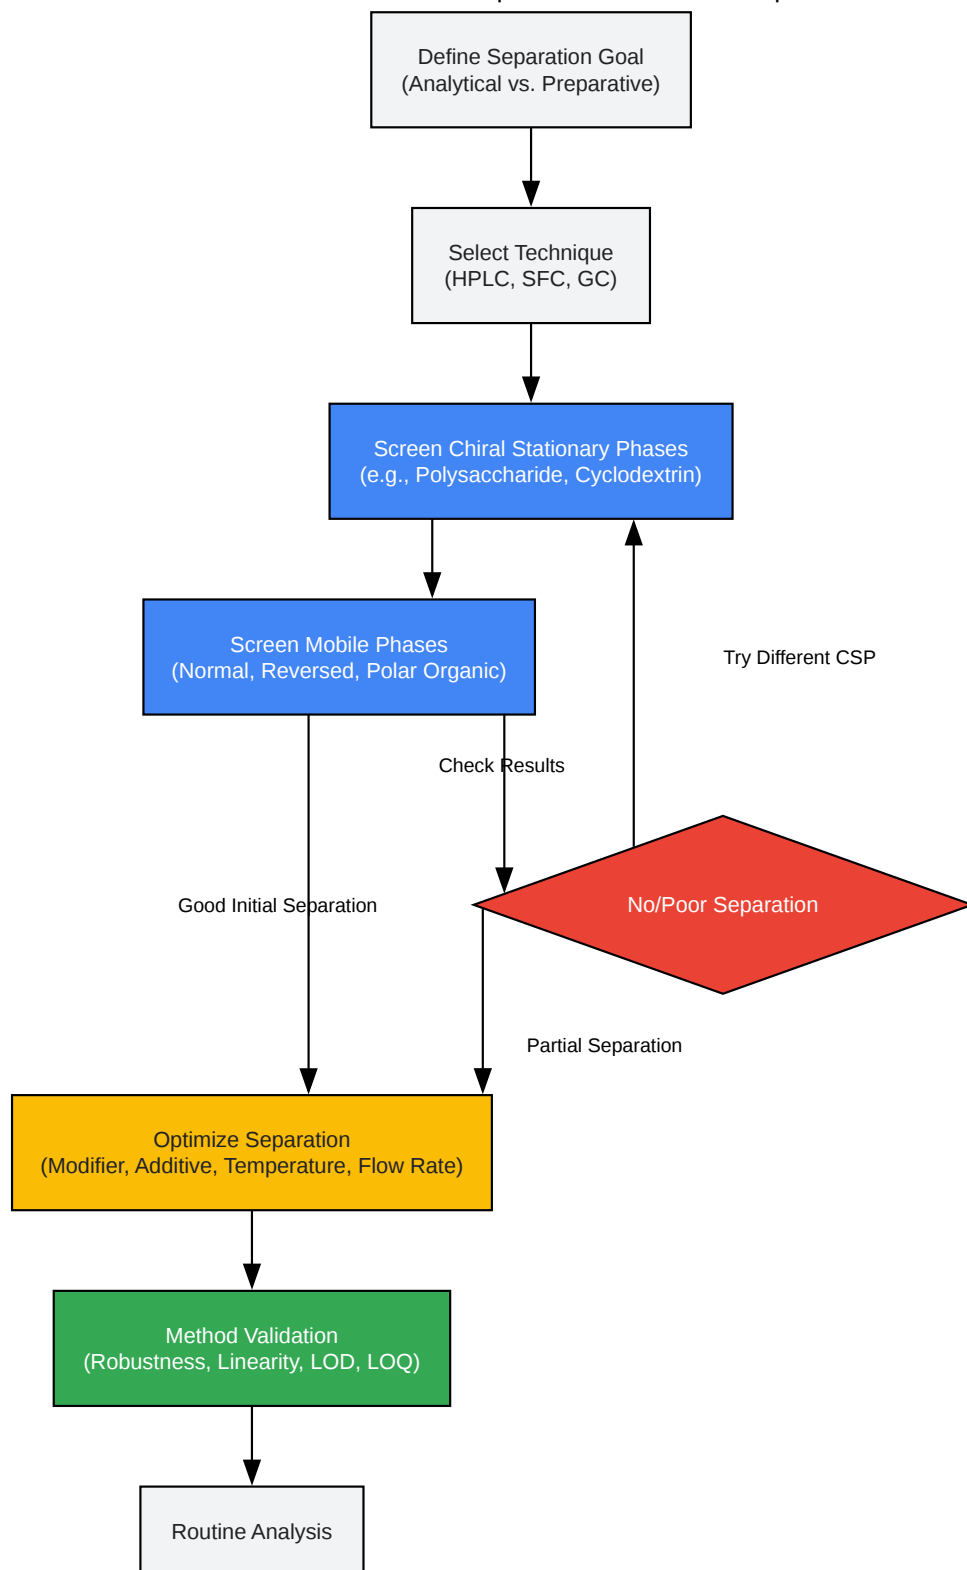 Define Separation Goal
(Analytical vs. Preparative)
Select Technique
(HPLC, SFC, GC)
Screen Chiral Stationary Phases
(e.g., Polysaccharide, Cyclodextrin)
Screen Mobile Phases
(Normal, Reversed, Polar Organic)
Try Different CSP
Check Results
Good Initial Separation
No/Poor Separation
Partial Separation
Optimize Separation
(Modifier, Additive, Temperature, Flow Rate)
Method Validation
(Robustness, Linearity, LOD, LOQ)
Routine Analysis